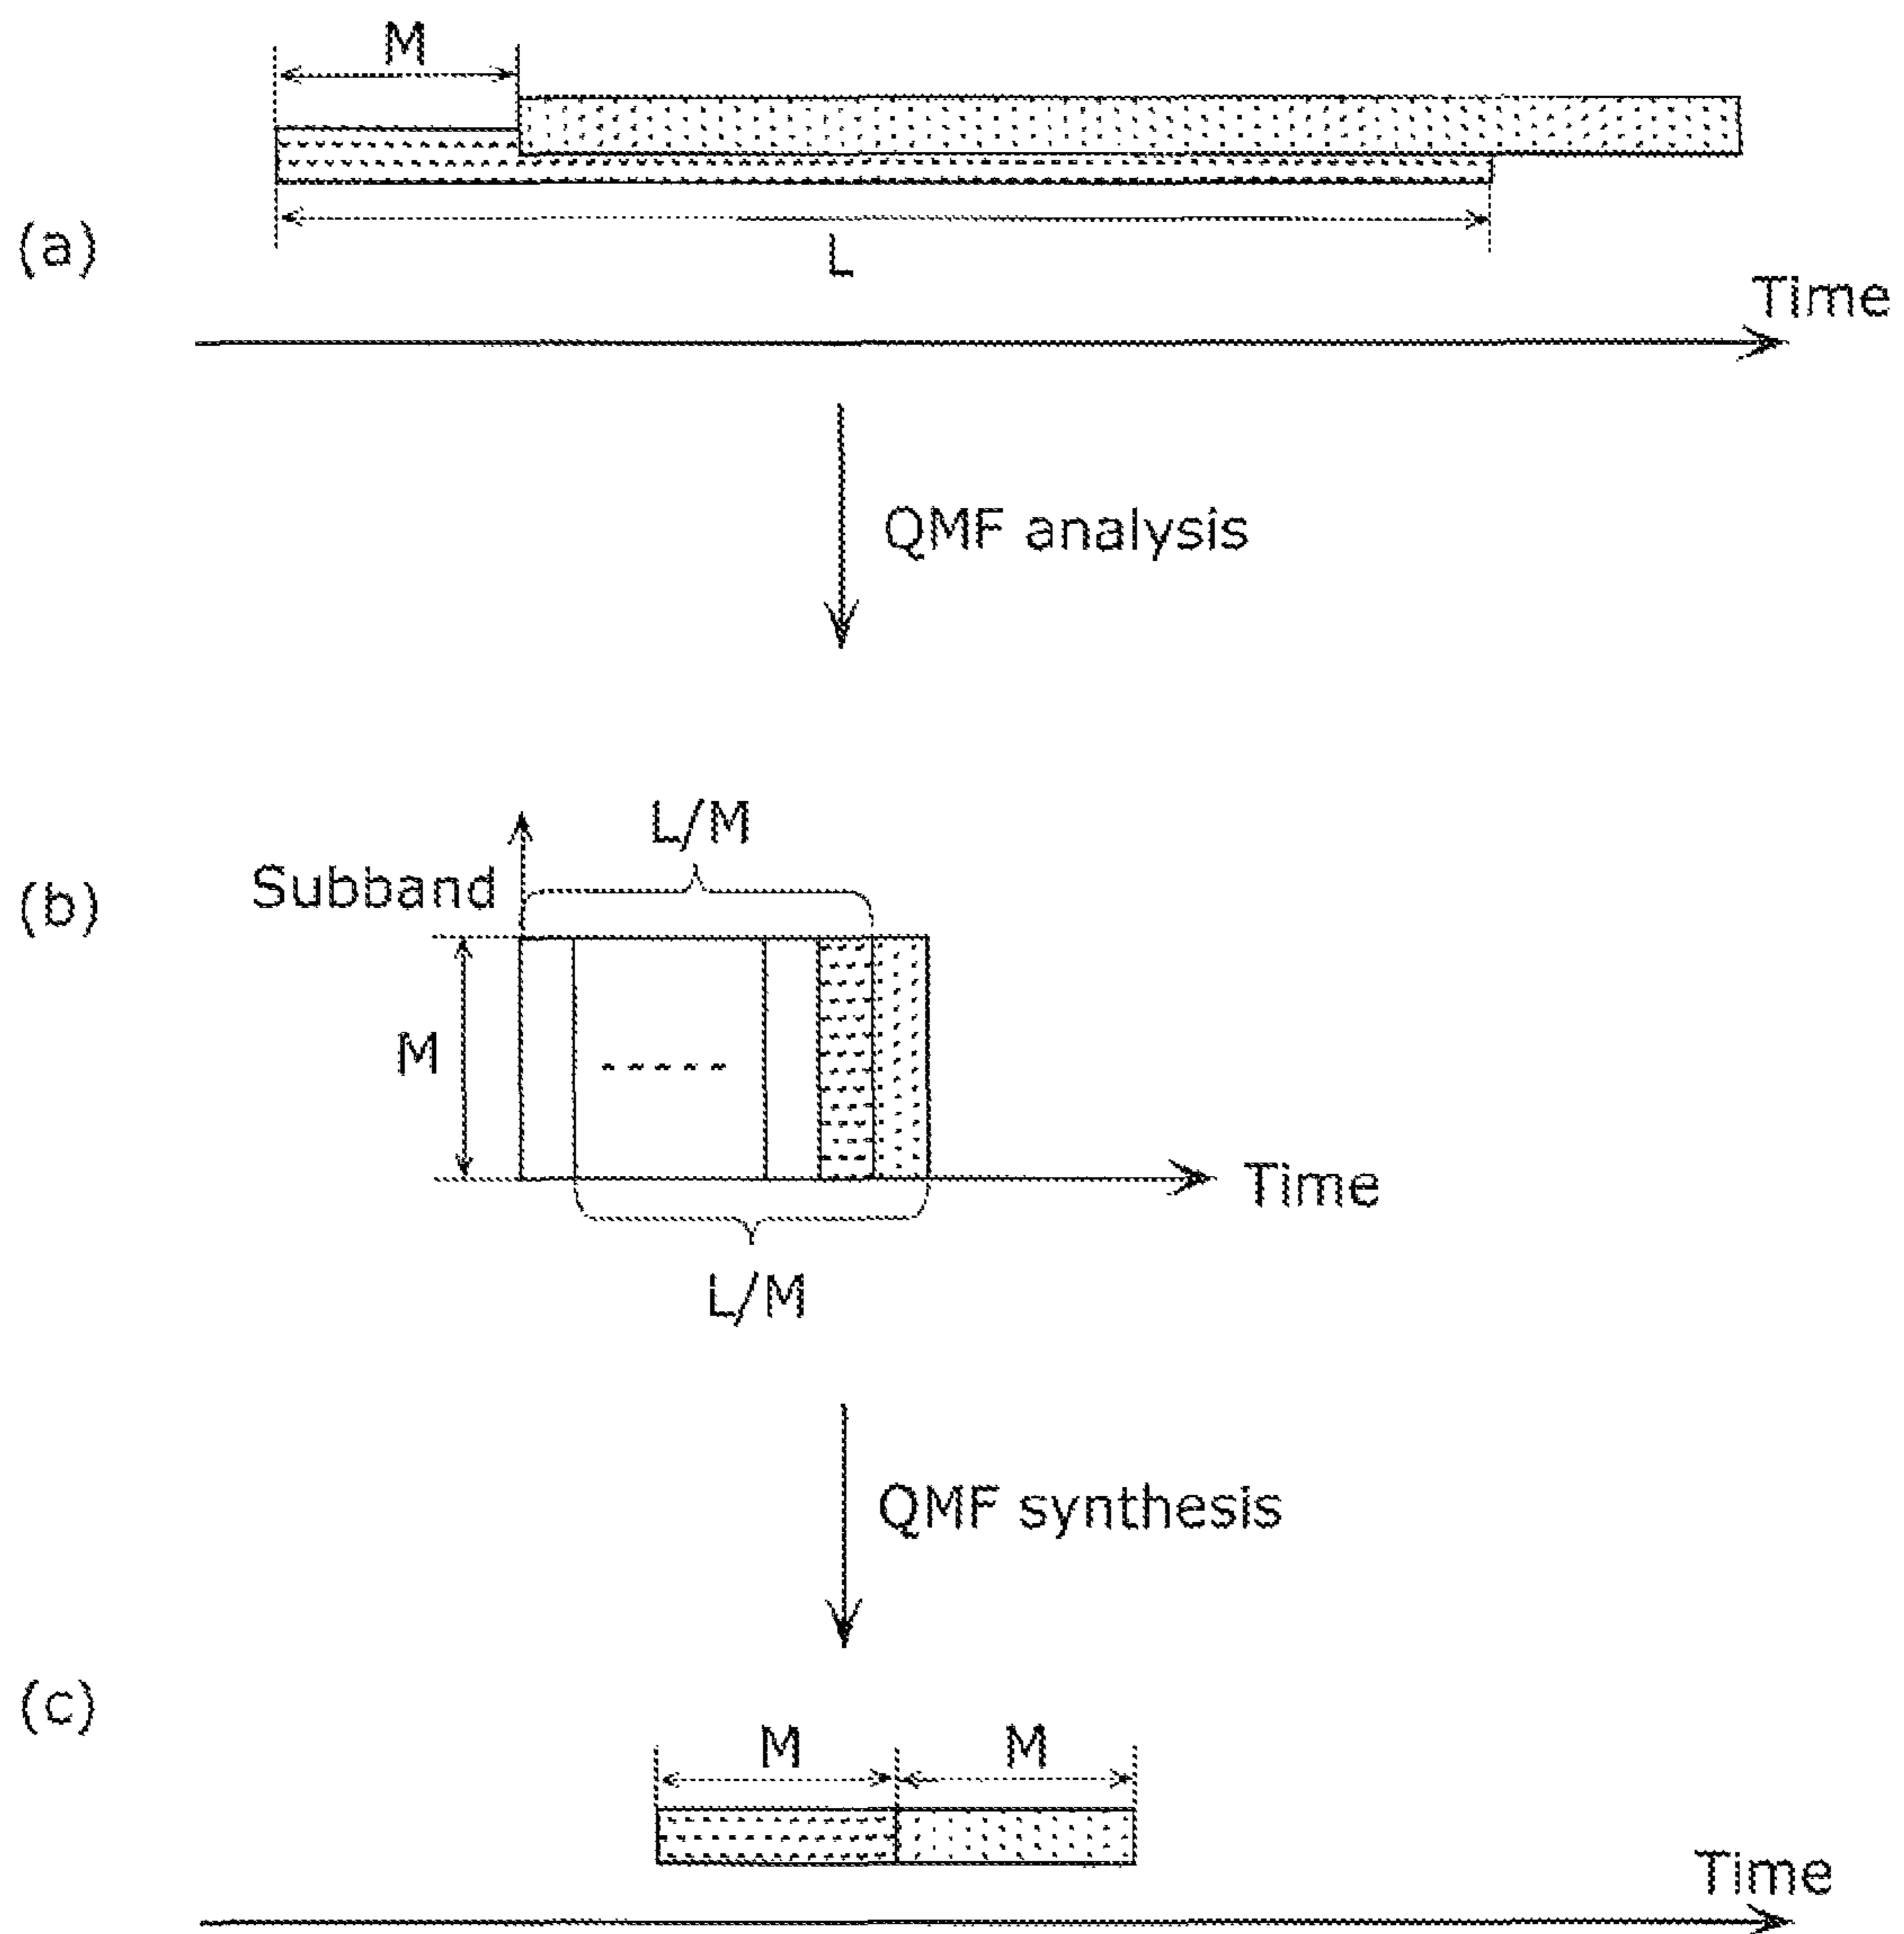 M
(a)
L
Time
QMF analysis
L/M
(b)
Subband
M
Time
L/M
QMF synthesis
(c)
M
M
Time